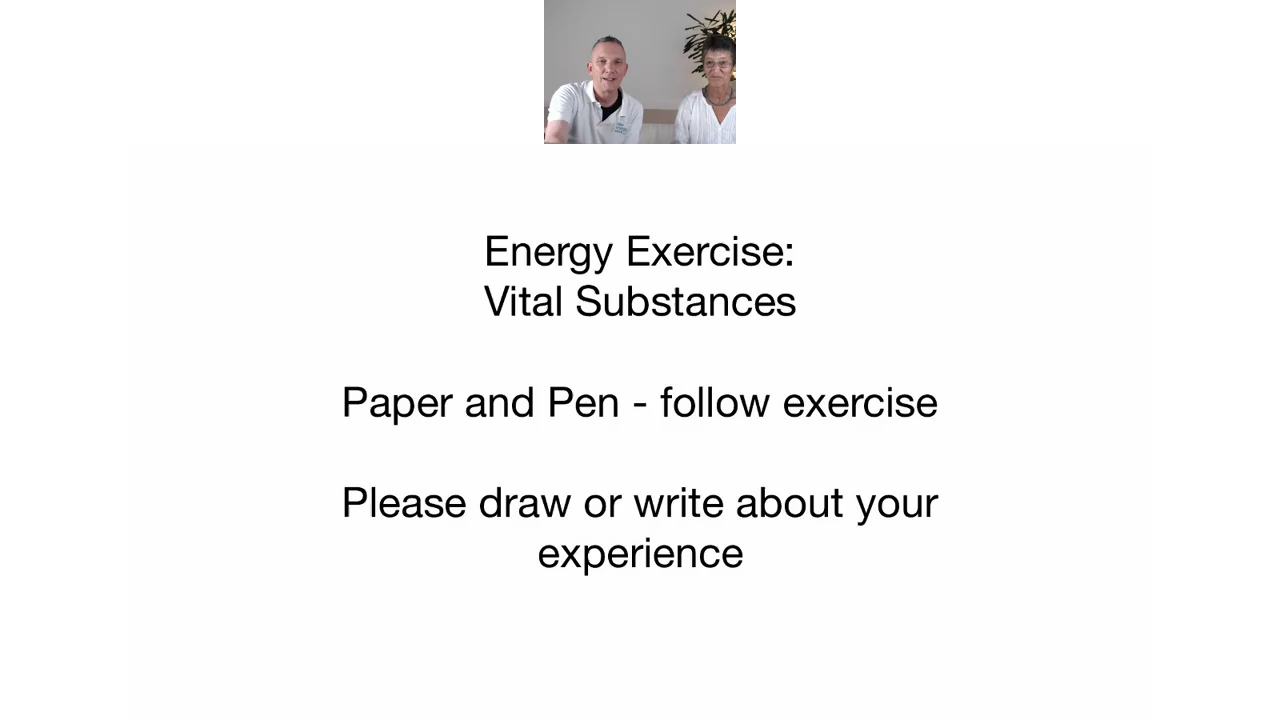 Energy Exercise:
Vital Substances
Paper and Pen - follow exercise
Please draw or write about your
experience